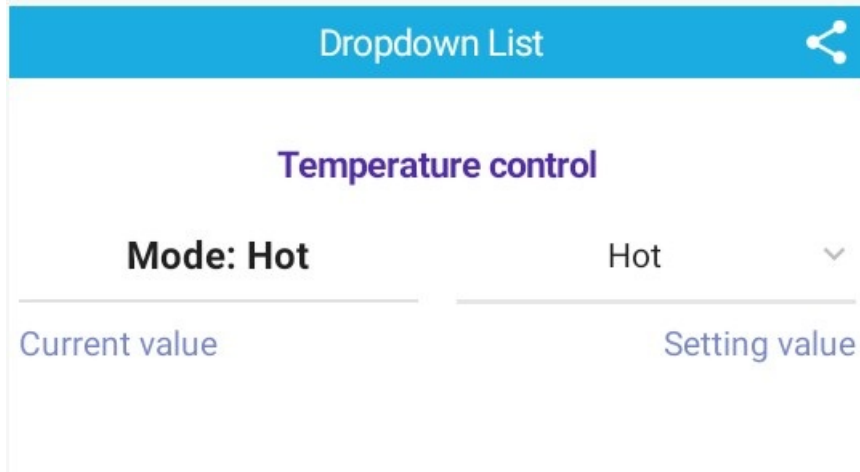 Dropdown List
Temperature control
Mode: Hot Hot
Current value Setting value